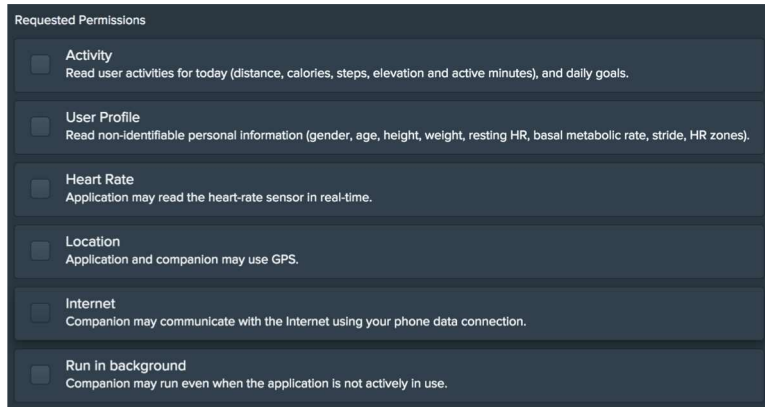 Requested Permissions
Activity
Read user activities for today (distance, calories, steps, elevation and active minutes), and daily goals.
User Profile
Read non-identifiable personal information (gender, age, height, weight, resting HR, basal metabolic rate, stride, HR zones).
Heart Rate
Application may read the heart-rate sensor in real-time.
Location
Application and companion may use GPS.
Internet
Companion may communicate with the Internet using your phone data connection.
Run in background
Companion may run even when the application is not actively in use.